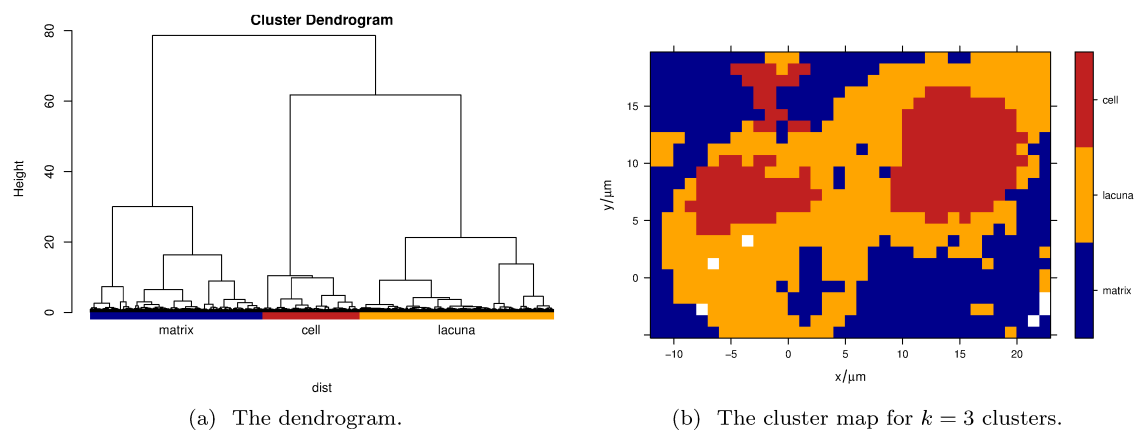 Cluster Dendrogram
Height
80
60
40
20
0
matrix
cell
lacuna
dist
(a) The dendrogram.
y/μm
15
10
5
0
−10
−5
0
5
10
15
20
x/μm
cell
lacuna
matrix
(b) The cluster map for k = 3 clusters.